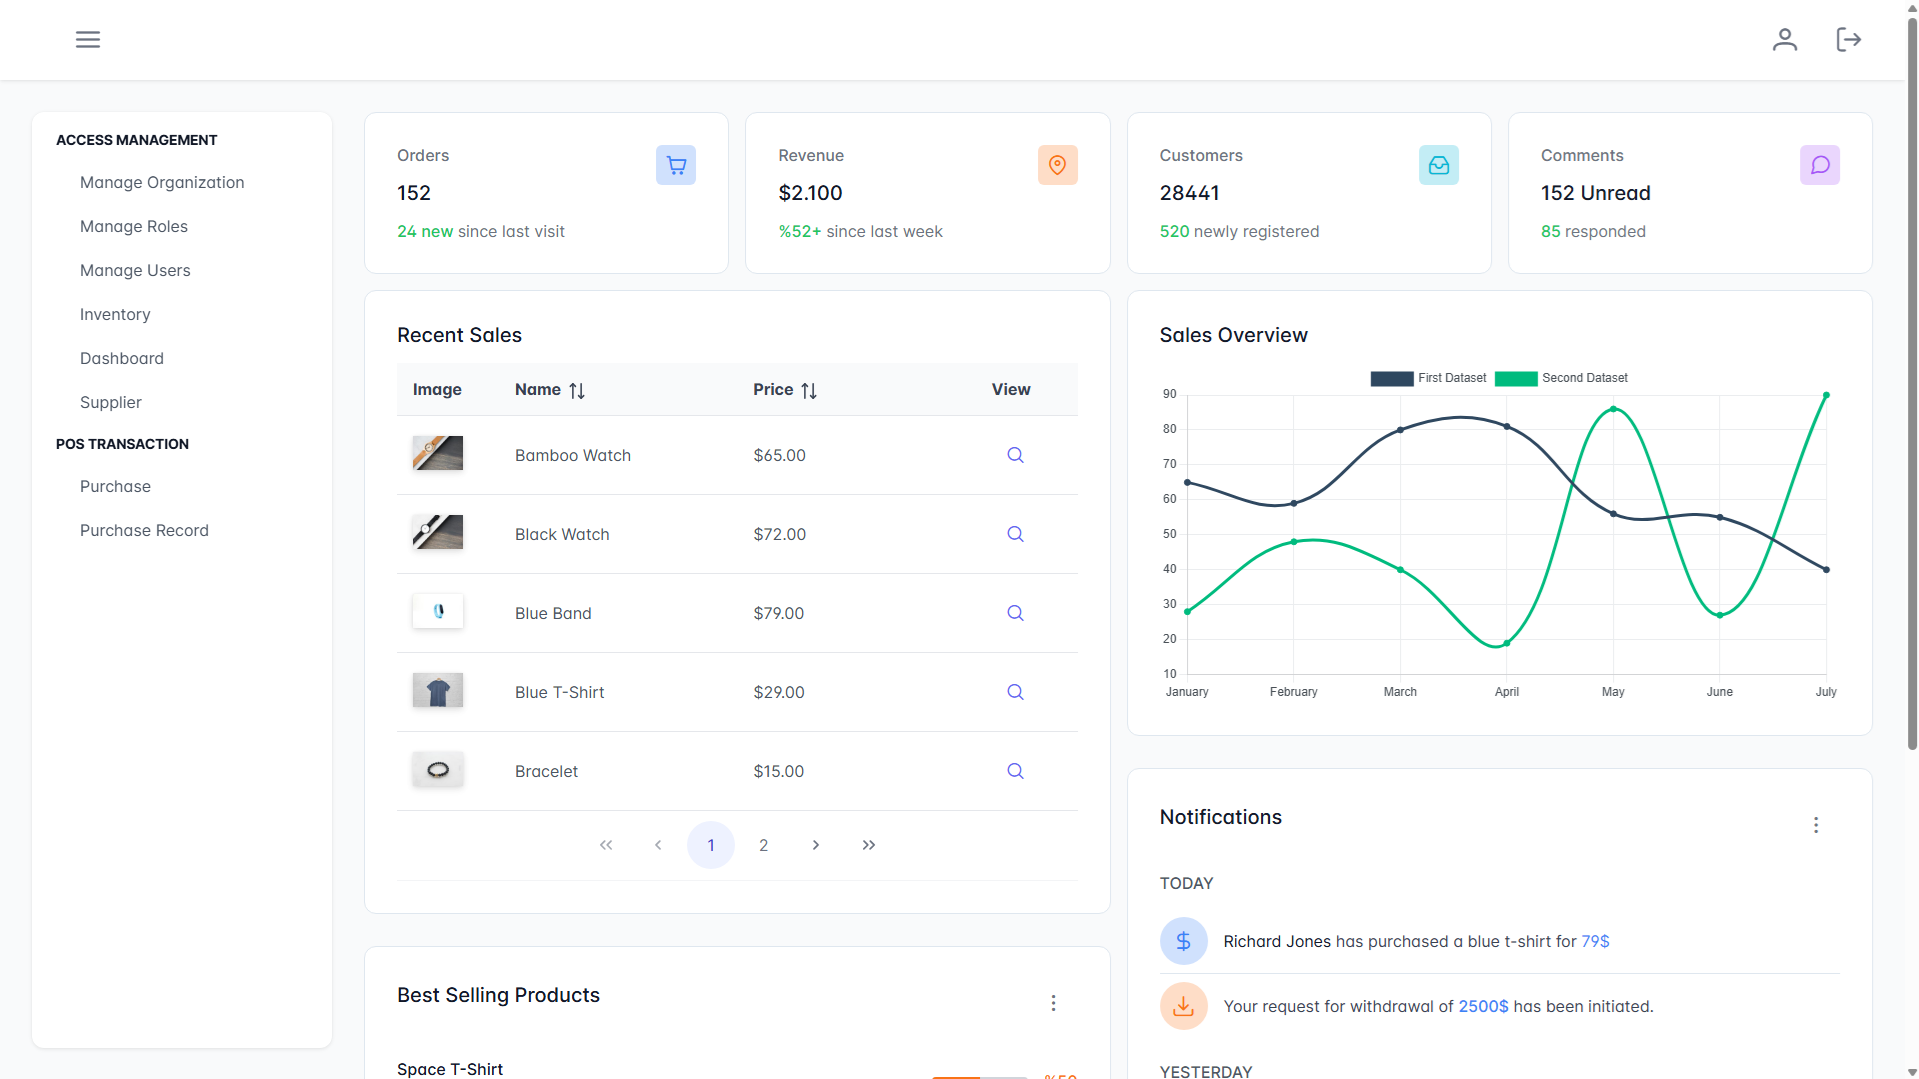 ACCESS MANAGEMENT
Manage Organization
Manage Roles
Manage Users
Inventory
Dashboard
Supplier
POS TRANSACTION
Purchase
Purchase Record
Orders
152
24 new since last visit
Revenue
$2.100
%52+ since last week
Customers
28441
520 newly registered
Comments
152 Unread
85 responded
Recent Sales
Image Name Price View
Bamboo Watch $65.00
Black Watch $72.00
Blue Band $79.00
Blue T-Shirt $29.00
Bracelet $15.00
1 2
Best Selling Products
Space T-Shirt
%50
Sales Overview
First Dataset Second Dataset
90
80
70
60
50
40
30
20
10
January February March April May June July
Notifications
TODAY
Richard Jones has purchased a blue t-shirt for 79$
Your request for withdrawal of 2500$ has been initiated.
YESTERDAY